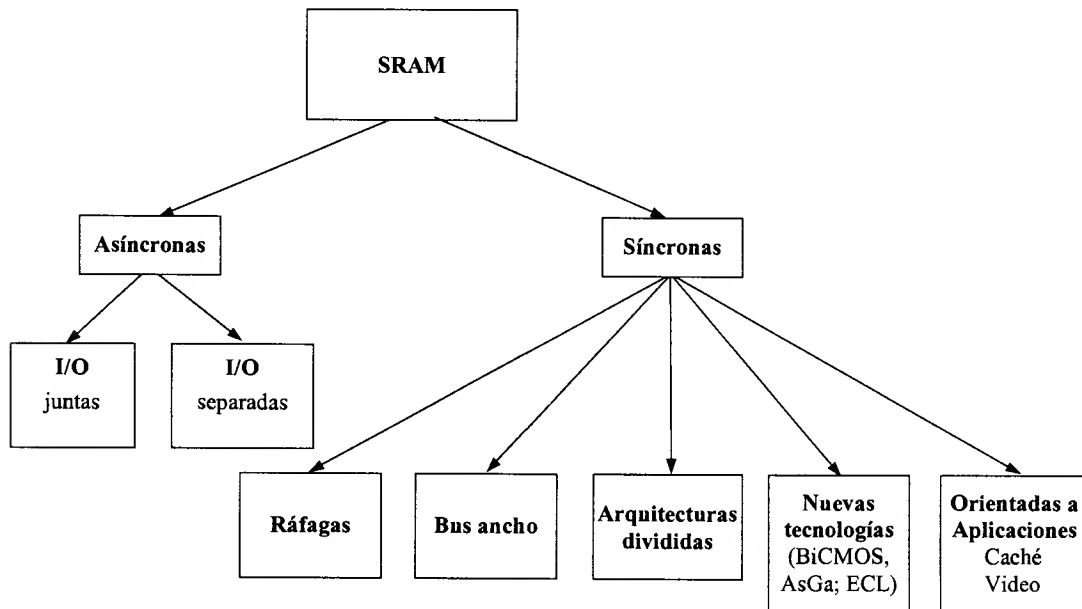 SRAM
Asíncronas
Síncronas
I/O
juntas
I/O
separadas
Ráfagas
Bus ancho
Arquitecturas
divididas
Nuevas
tecnologías
(BiCMOS,
AsGa; ECL)
Orientadas a
Aplicaciones
Caché
Video